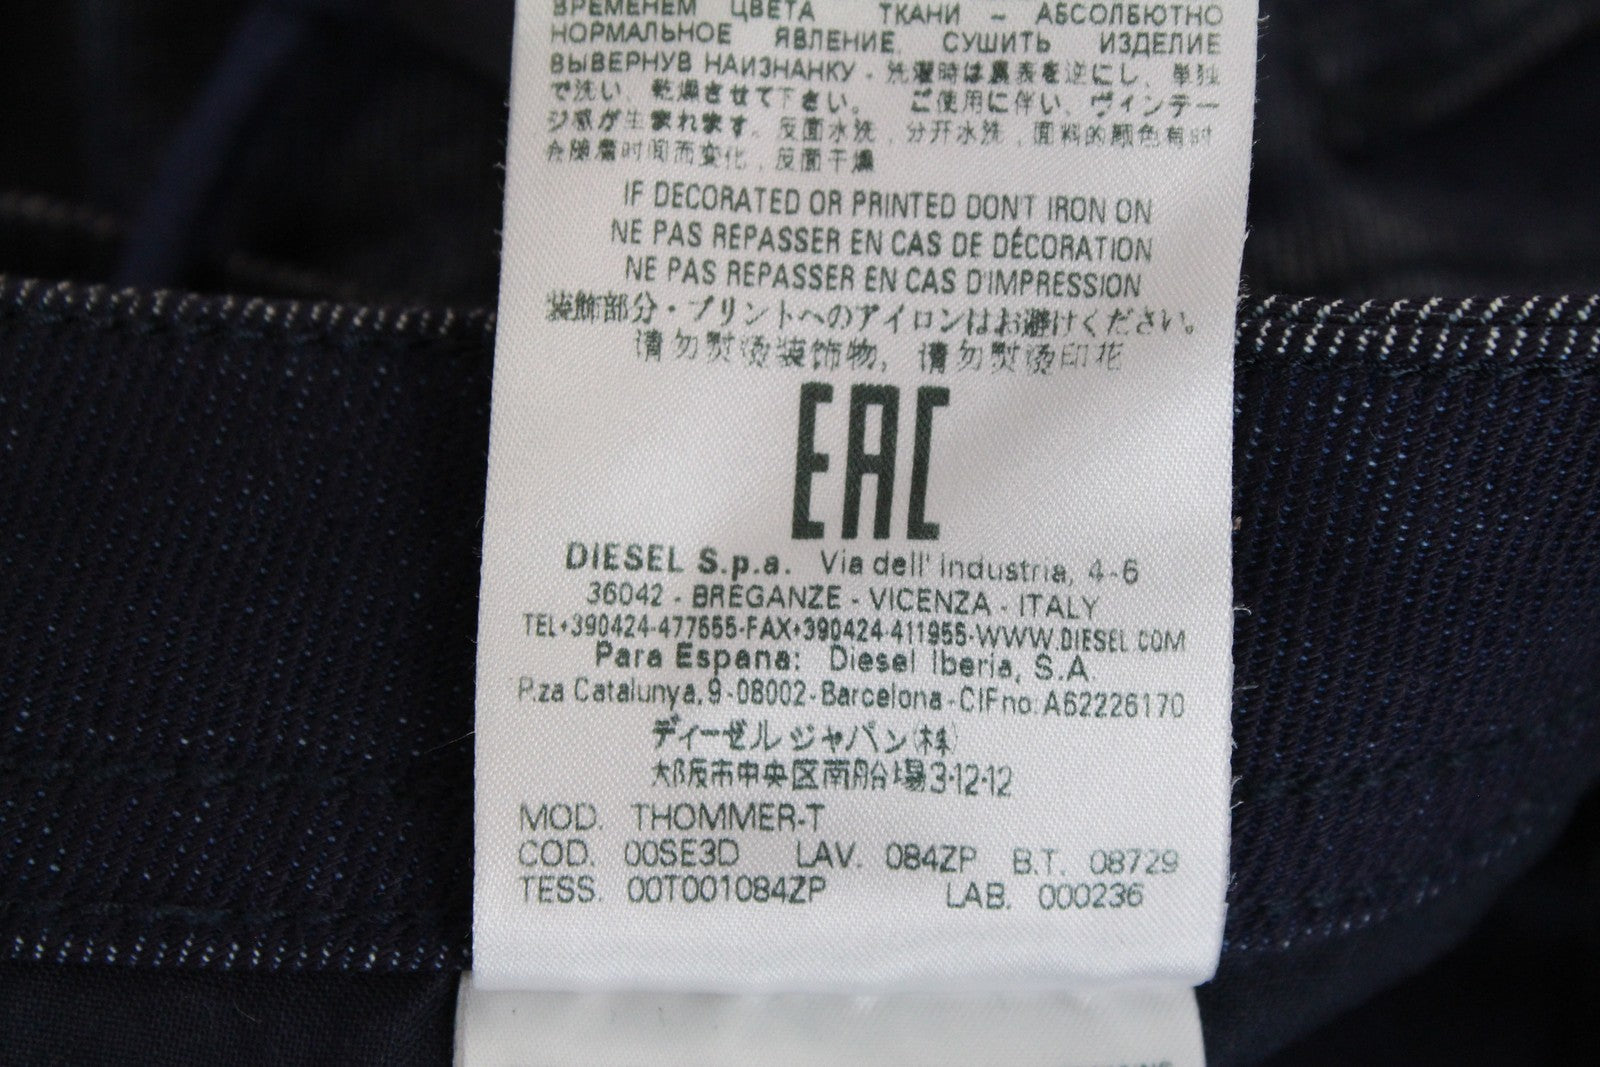 ВРЕМЕНЕМ ЦВЕТА ТКАНИ – АБСОЛБЮТНО
НОРМАЛЬНОЕ ЯВЛЕНИЕ. СУШИТЬ ИЗДЕЛИЕ
ВЫВЕРНУВ НАИЗНАНКУ - 洗濯時は裏表を逆にし、単独
で洗い、乾燥させて下さい。 ご使用に伴い、ヴィンテー
ジ感が生まれます。反面水洗,分开水洗,面料的颜色有时
会随着时间而变化,反面干燥
IF DECORATED OR PRINTED DON'T IRON ON
NE PAS REPASSER EN CAS DE DÉCORATION
NE PAS REPASSER EN CAS D'IMPRESSION
装飾部分・プリントへのアイロンはお避けください。
请勿熨烫装饰物, 请勿熨烫印花
EAC
DIESEL S.p.a. Via dell' industria, 4-6
36042 - BREGANZE - VICENZA - ITALY
TEL+390424-477555-FAX+390424-411955-WWW.DIESEL.COM
Para Espana: Diesel Iberia, S.A.
P.za Catalunya, 9 -08002-Barcelona-CIFno:A62226170
ディーゼルジャパン(株)
大阪市中央区南船場3-12-12
MOD. THOMMER-T
COD. 00SE3D LAV. 084ZP B.T. 08729
TESS. 00T001084ZP LAB. 000236